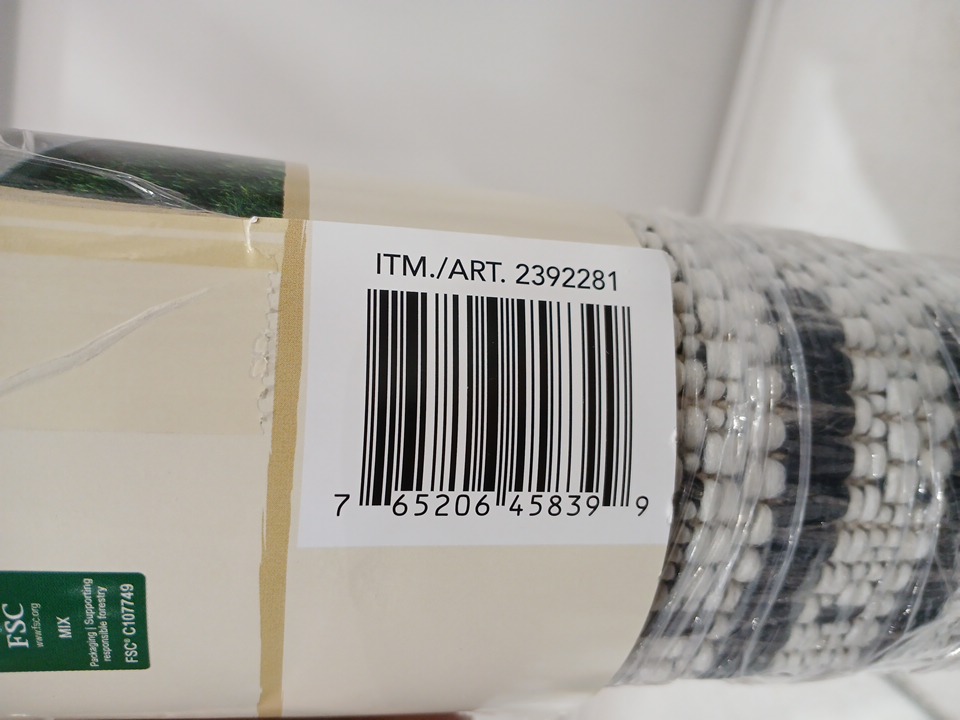 ITM./ART. 2392281
7 65206 45839 9
FSC
www.fsc.org
MIX
Packaging | Supporting
responsible forestry
FSC® C107749